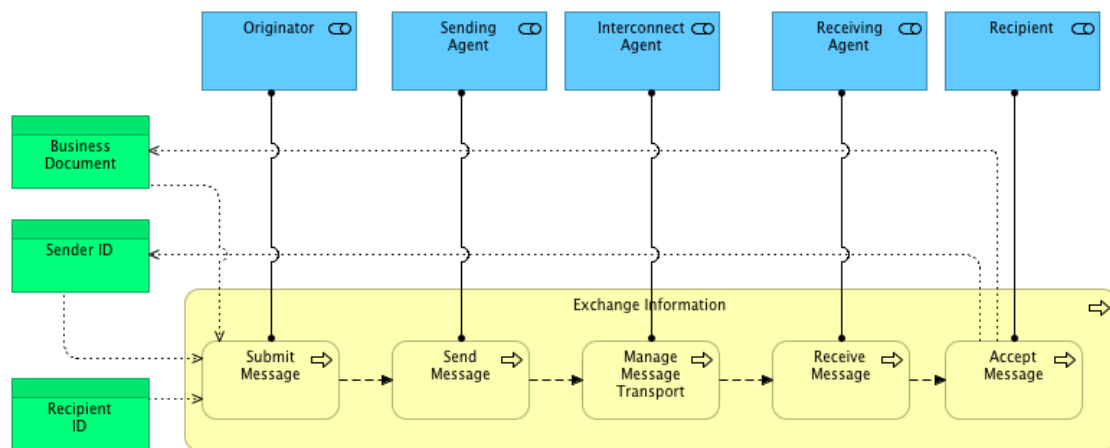 Originator
Sending
Agent
Interconnect
Agent
Receiving
Agent
Recipient
Business
Document
Sender ID
Exchange Information
Submit
Message
Send
Message
Manage
Message
Transport
Receive
Message
Accept
Message
Recipient
ID